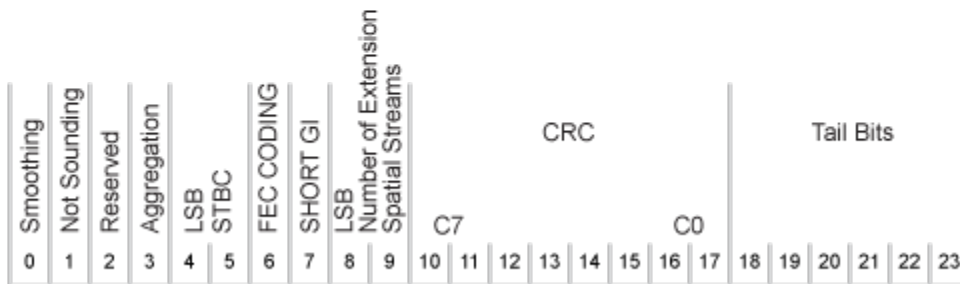 Smoothing
Not Sounding
Reserved
Aggregation
LSB
STBC
FEC CODING
SHORT GI
LSB
Number of Extension
Spatial Streams
CRC
C7 C0
Tail Bits
0 1 2 3 4 5 6 7 8 9 10 11 12 13 14 15 16 17 18 19 20 21 22 23